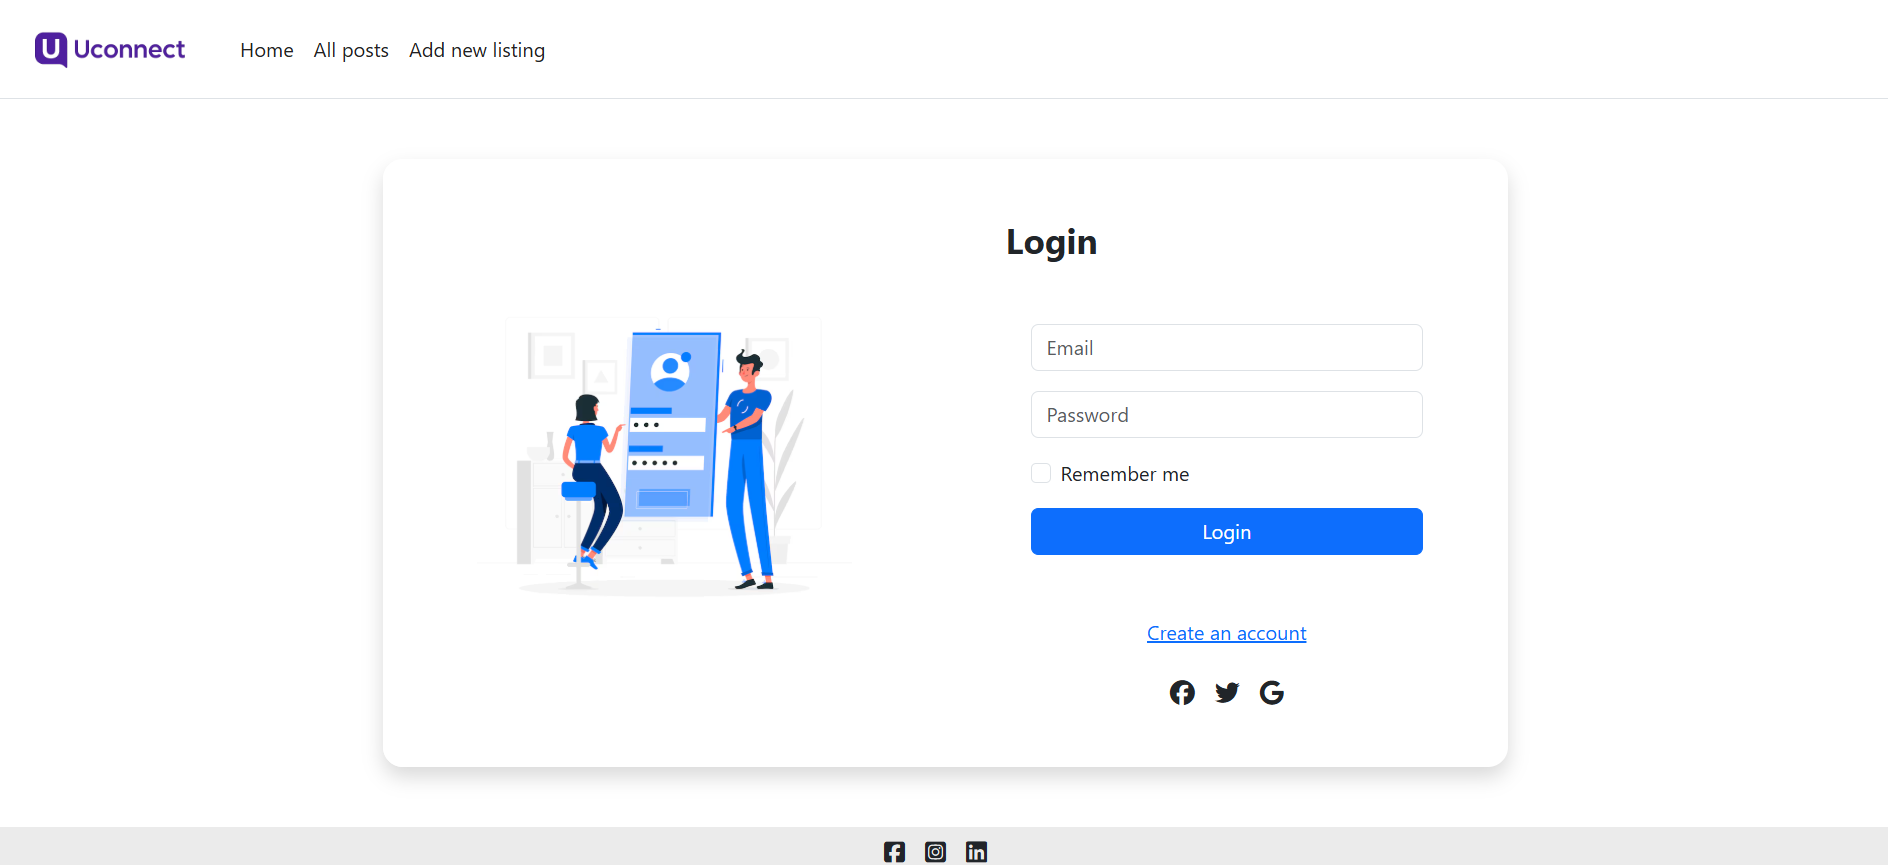 U Uconnect
Home All posts Add new listing
Login
Email
Password
Remember me
Login
Create an account